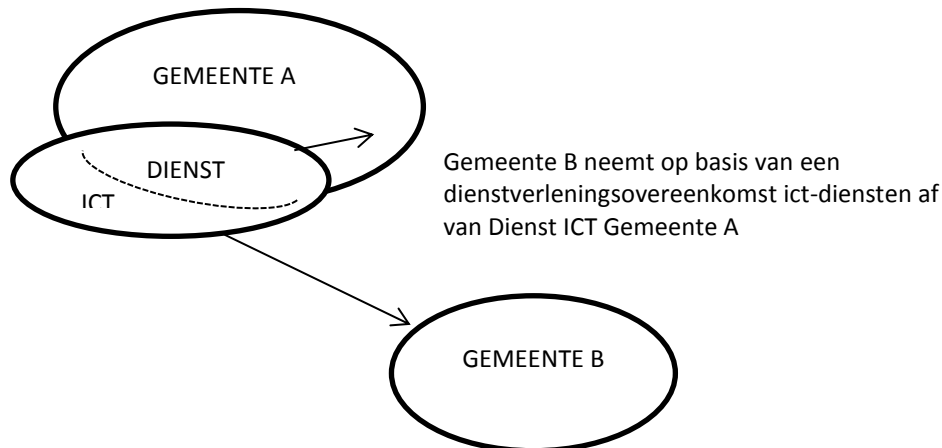 GEMEENTE A
DIENST
ICT
Gemeente B neemt op basis van een
dienstverleningsovereenkomst ict-diensten af
van Dienst ICT Gemeente A
GEMEENTE B